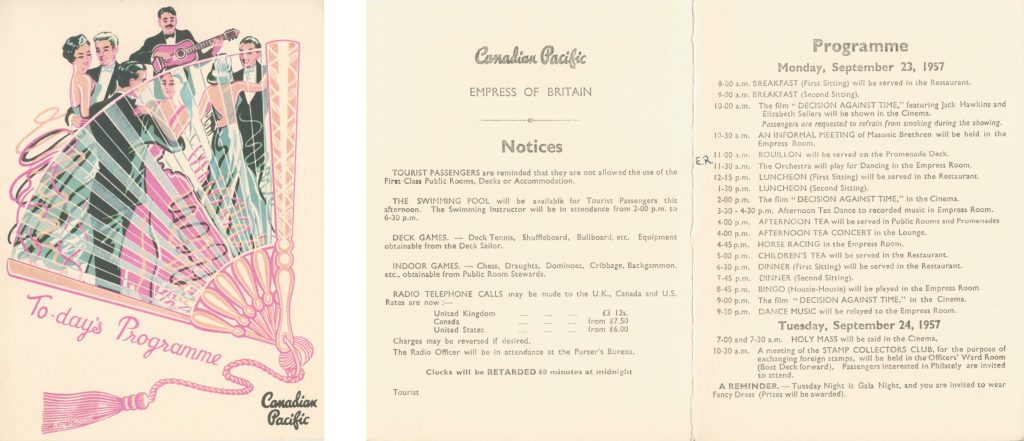 To-day's Programme
Canadian
Pacific
Canadian Pacific
EMPRESS OF BRITAIN
Notices
TOURIST PASSENGERS are reminded that they are not allowed the use of the
First Class Public Rooms, Decks or Accommodation.
THE SWIMMING POOL will be available for Tourist Passengers this
afternoon. The Swimming Instructor will be in attendance from 2-00 p.m. to
6-30 p.m.
DECK GAMES. — Deck Tennis, Shuffleboard, Bullboard, etc. Equipment
obtainable from the Deck Sailor.
INDOOR GAMES. — Chess, Draughts, Dominoes, Cribbage, Backgammon,
etc., obtainable from Public Room Stewards.
RADIO TELEPHONE CALLS may be made to the U.K., Canada and U.S.
Rates are now :—
United Kingdom .... .... £3 12s.
Canada .... .... from $7.50
United States .... .... from $6.00
Charges may be reversed if desired.
The Radio Officer will be in attendance at the Purser's Bureau.
Clocks will be RETARDED 60 minutes at midnight
Tourist
Programme
Monday, September 23, 1957
8-00 a.m. BREAKFAST (First Sitting) will be served in the Restaurant.
9-00 a.m. BREAKFAST (Second Sitting).
10-00 a.m. The film "DECISION AGAINST TIME," featuring Jack Hawkins and
Elizabeth Sellers will be shown in the Cinema.
Passengers are requested to refrain from smoking during the showing.
10-30 a.m. AN INFORMAL MEETING of Masonic Brethren will be held in the
Empress Room.
11-00 a.m. BOUILLON will be served on the Promenade Deck.
E.R. 11-30 a.m. The Orchestra will play for Dancing in the Empress Room.
12-15 p.m. LUNCHEON (First Sitting) will be served in the Restaurant.
1-30 p.m. LUNCHEON (Second Sitting).
2-00 p.m. The film "DECISION AGAINST TIME," in the Cinema.
3-30 - 4-30 p.m. Afternoon Tea Dance to recorded music in Empress Room.
4-00 p.m. AFTERNOON TEA will be served in Public Rooms and Promenades
4-00 p.m. AFTERNOON TEA CONCERT in the Lounge.
4-45 p.m. HORSE RACING in the Empress Room.
5-00 p.m. CHILDREN'S TEA will be served in the Restaurant.
6-30 p.m. DINNER (First Sitting) will be served in the Restaurant.
7-45 p.m. DINNER (Second Sitting).
8-45 p.m. BINGO (Housie-Housie) will be played in the Empress Room.
9-00 p.m. The film "DECISION AGAINST TIME," in the Cinema.
9-30 p.m. DANCE MUSIC will be relayed to the Empress Room.
Tuesday, September 24, 1957
7-00 and 7-30 a.m. HOLY MASS will be said in the Cinema.
10-30 a.m. A meeting of the STAMP COLLECTORS CLUB, for the purpose of
exchanging foreign stamps, will be held in the Officers' Ward Room
(Boat Deck forward). Passengers interested in Philately are invited
to attend.
A REMINDER. — Tuesday Night is Gala Night, and you are invited to wear
Fancy Dress (Prizes will be awarded).